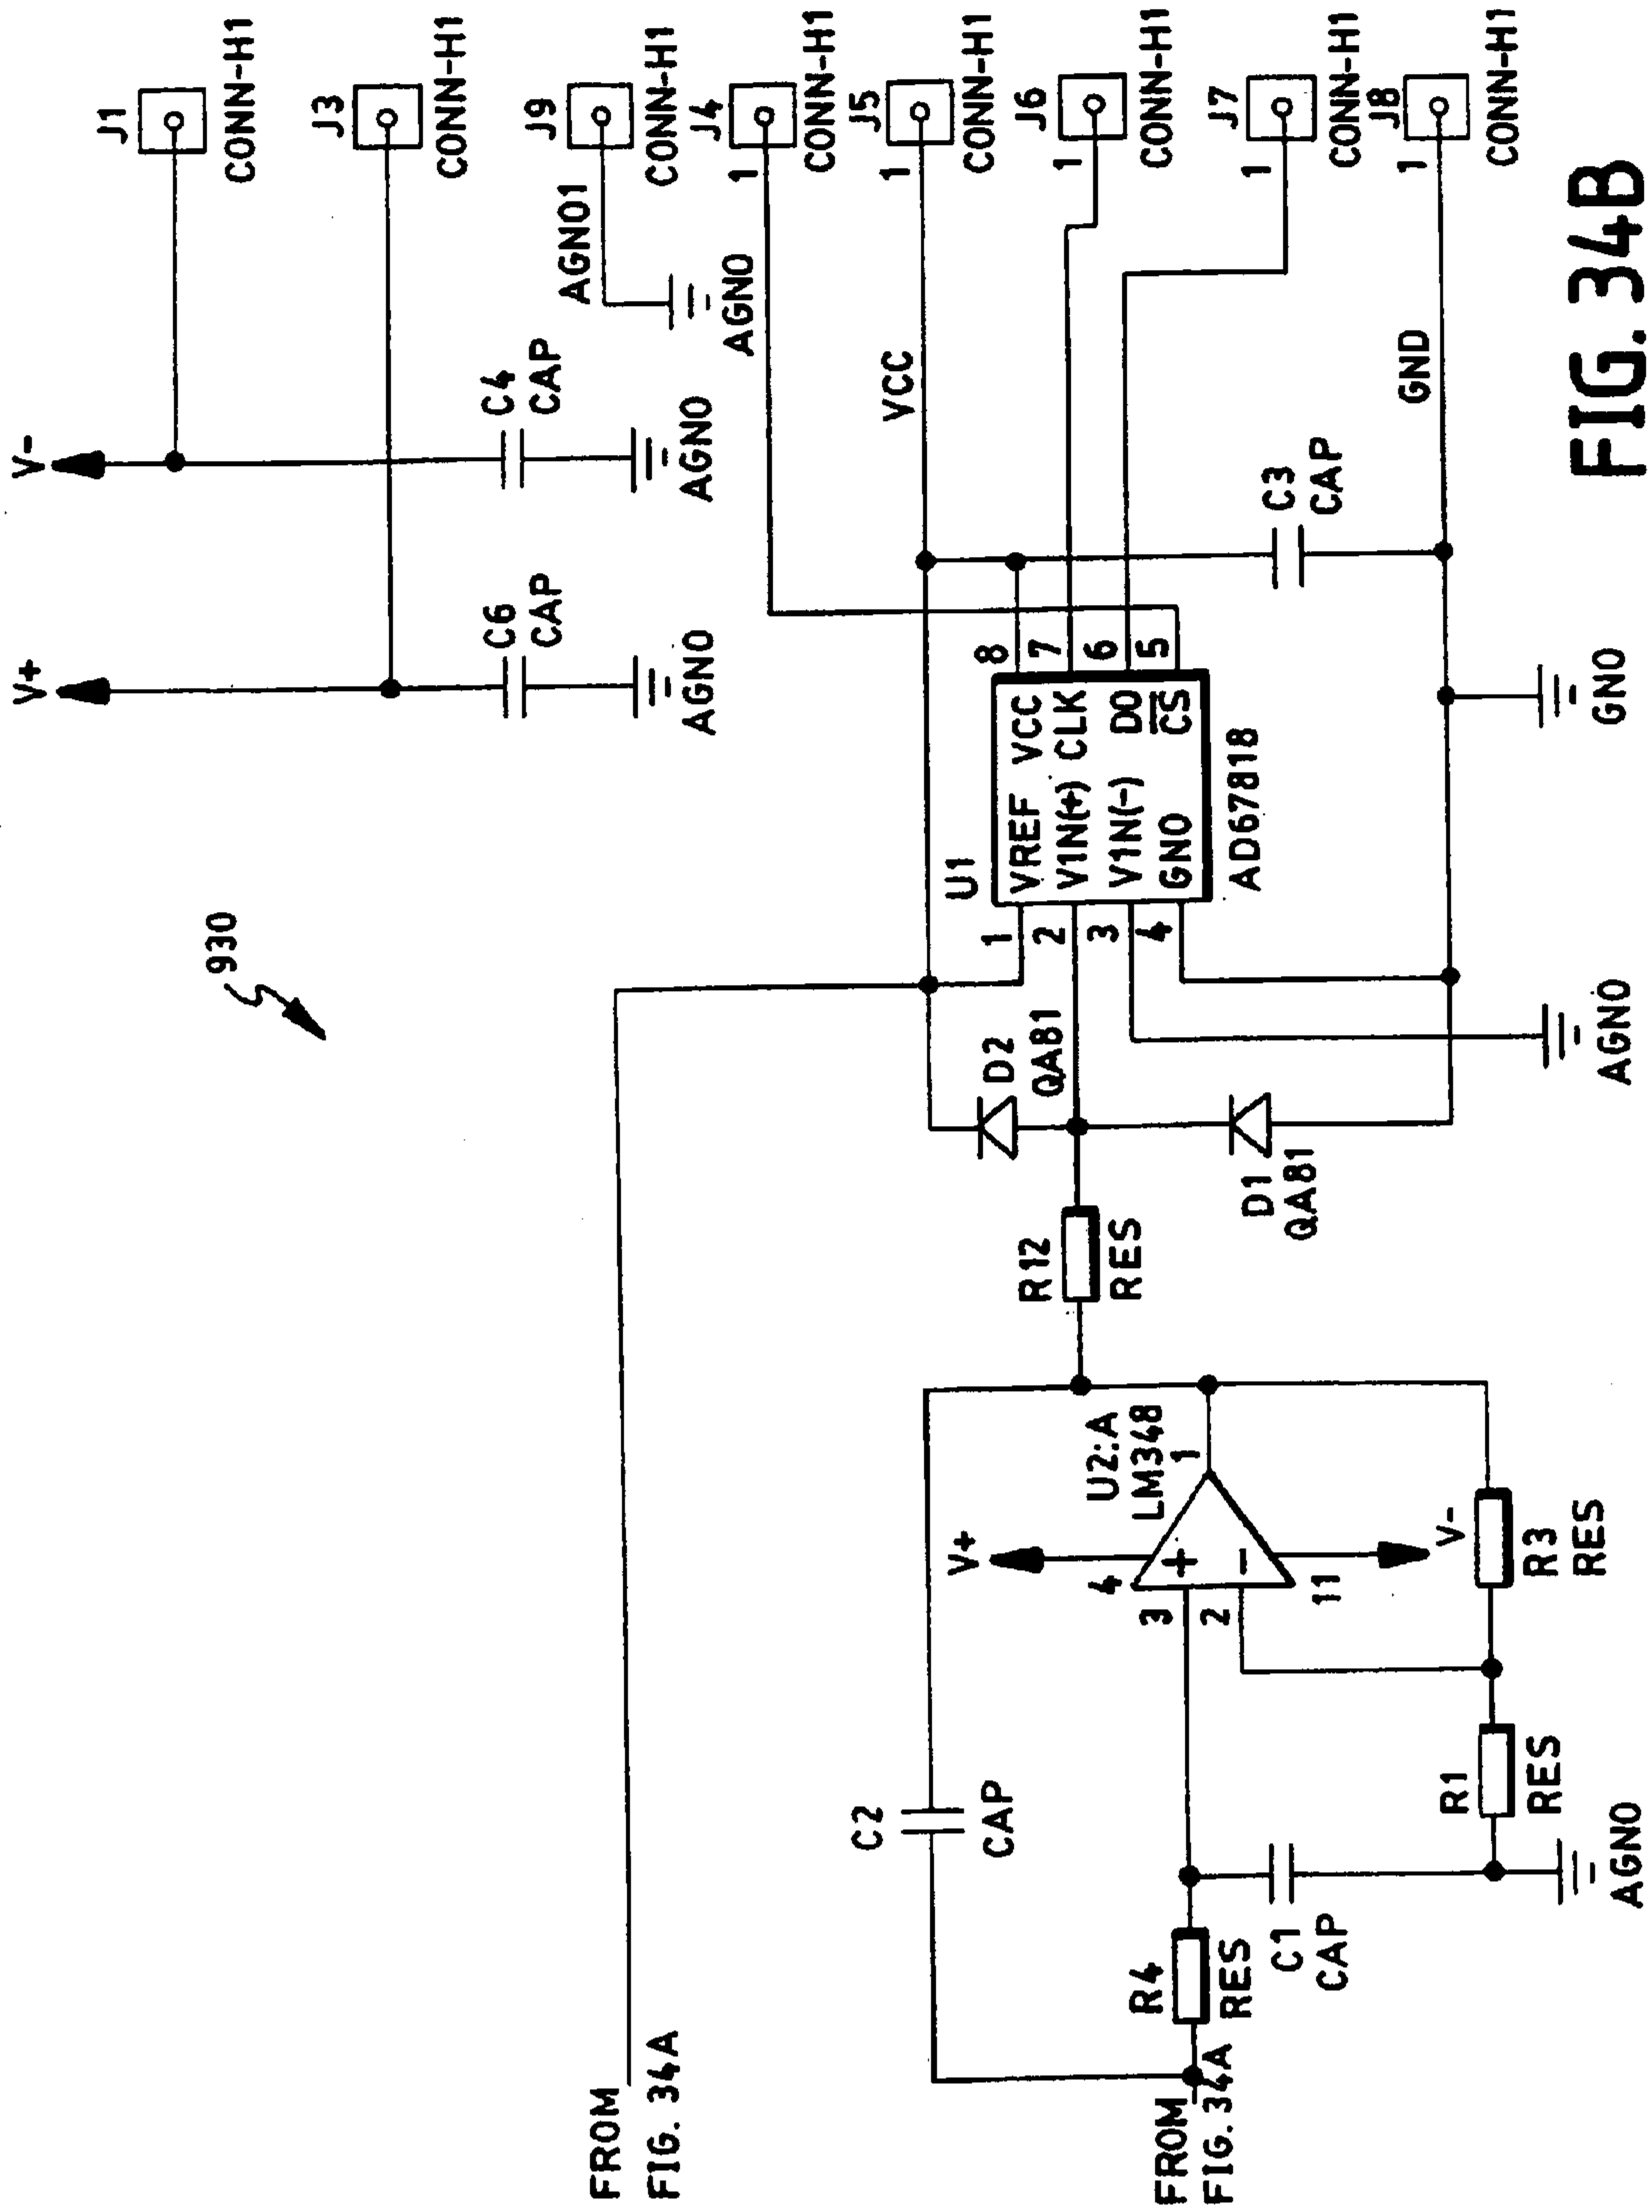 930
V+
V-
J1
CONN-H1
J3
CONN-H1
C6
CAP
AGNO
C4
CAP
AGNO
AGNO1
J9
CONN-H1
AGNO
J4
1
CONN-H1
FROM
FIG. 34A
VCC
J5
1
CONN-H1
J6
1
CONN-H1
J7
1
CONN-H1
GND
J8
1
CONN-H1
C2
CAP
V+
4
U2:A
LM348
3
+
1
2
-
11
V-
R4
RES
FROM
FIG. 34A
C1
CAP
R1
RES
R3
RES
AGNO
R12
RES
D2
QA81
D1
QA81
U1
1
VREF VCC
8
2
V1N(+) CLK
7
3
V1N(-) DO
6
4
GNO CS
5
AD67818
C3
CAP
AGNO
GNO
FIG. 34B